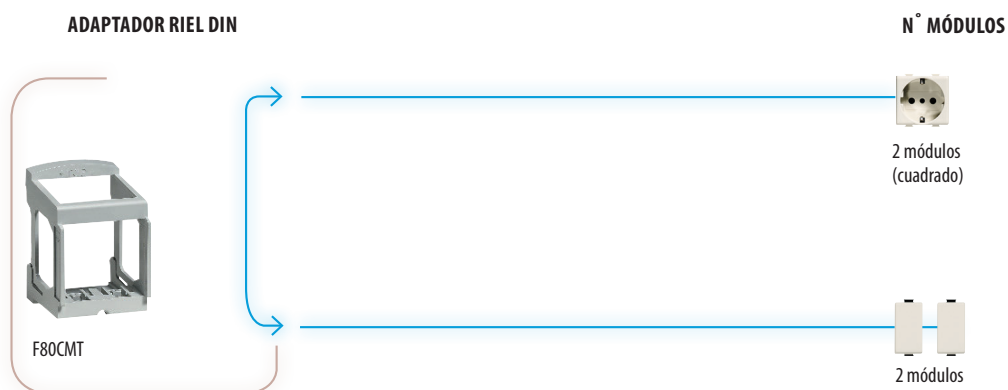 ADAPTADOR RIEL DIN
N° MÓDULOS
2 módulos
(cuadrado)
F80CMT
2 módulos